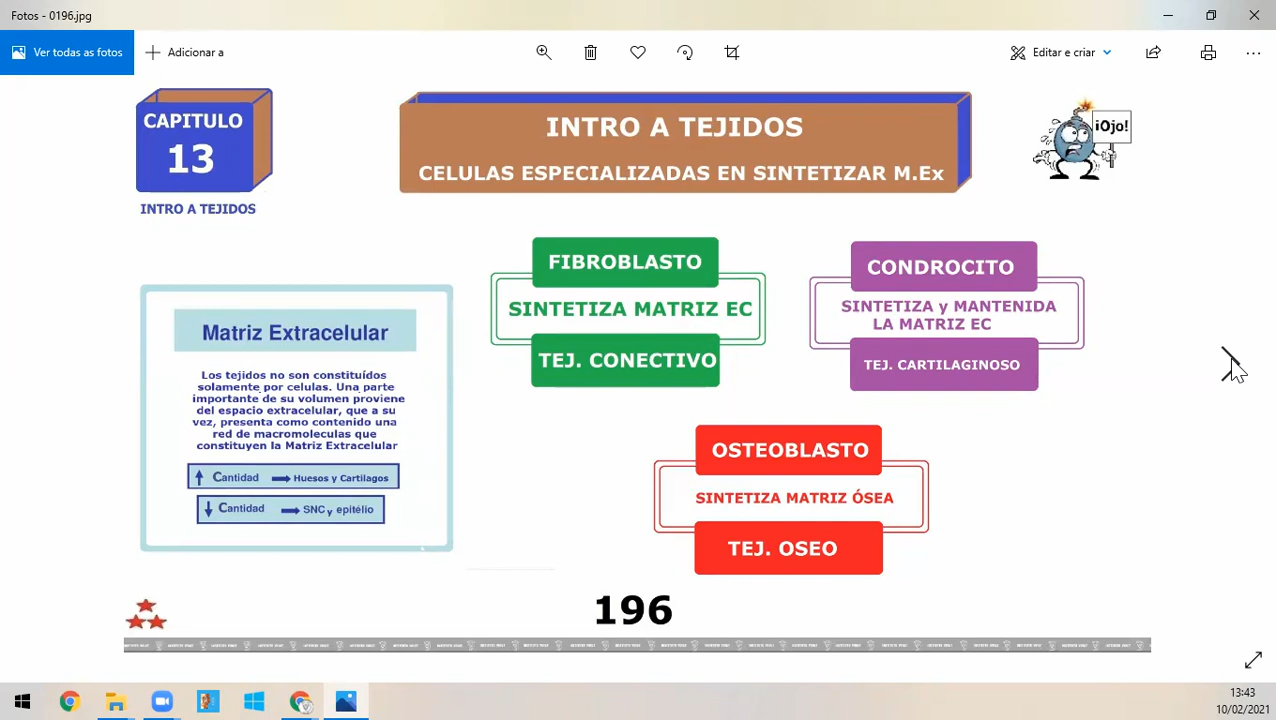 Fotos - 0196.jpg
Ver todas as fotos
Adicionar a
Editar e criar
CAPITULO
13
INTRO A TEJIDOS
INTRO A TEJIDOS
CELULAS ESPECIALIZADAS EN SINTETIZAR M.Ex
¡Ojo!
FIBROBLASTO
SINTETIZA MATRIZ EC
TEJ. CONECTIVO
CONDROCITO
SINTETIZA y MANTENIDA
LA MATRIZ EC
TEJ. CARTILAGINOSO
Matriz Extracelular
Los tejidos no son constituídos
solamente por celulas. Una parte
importante de su volumen proviene
del espacio extracelular, que a su
vez, presenta como contenido una
red de macromoleculas que
constituyen la Matriz Extracelular
Cantidad Huesos y Cartilagos
Cantidad SNC y epitélio
OSTEOBLASTO
SINTETIZA MATRIZ ÓSEA
TEJ. OSEO
196
13:43
10/02/2021